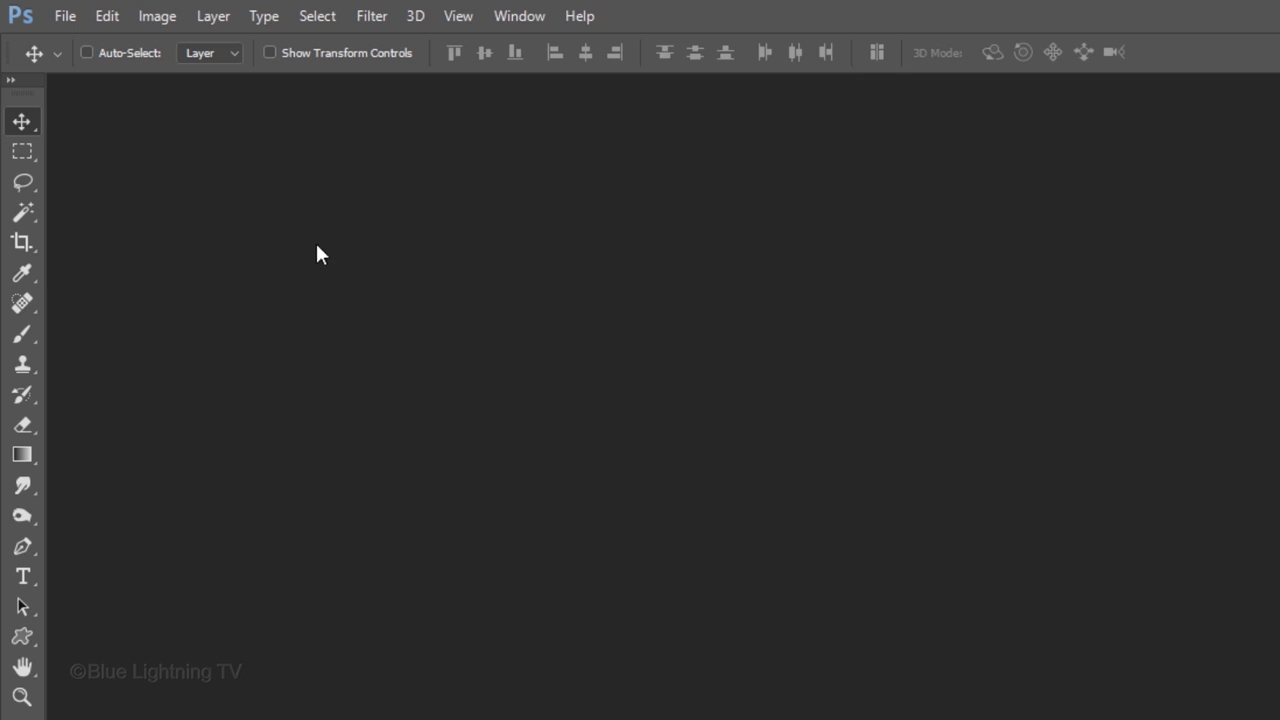 Ps File Edit Image Layer Type Select Filter 3D View Window Help
Auto-Select: Layer Show Transform Controls 3D Mode:
©Blue Lightning TV